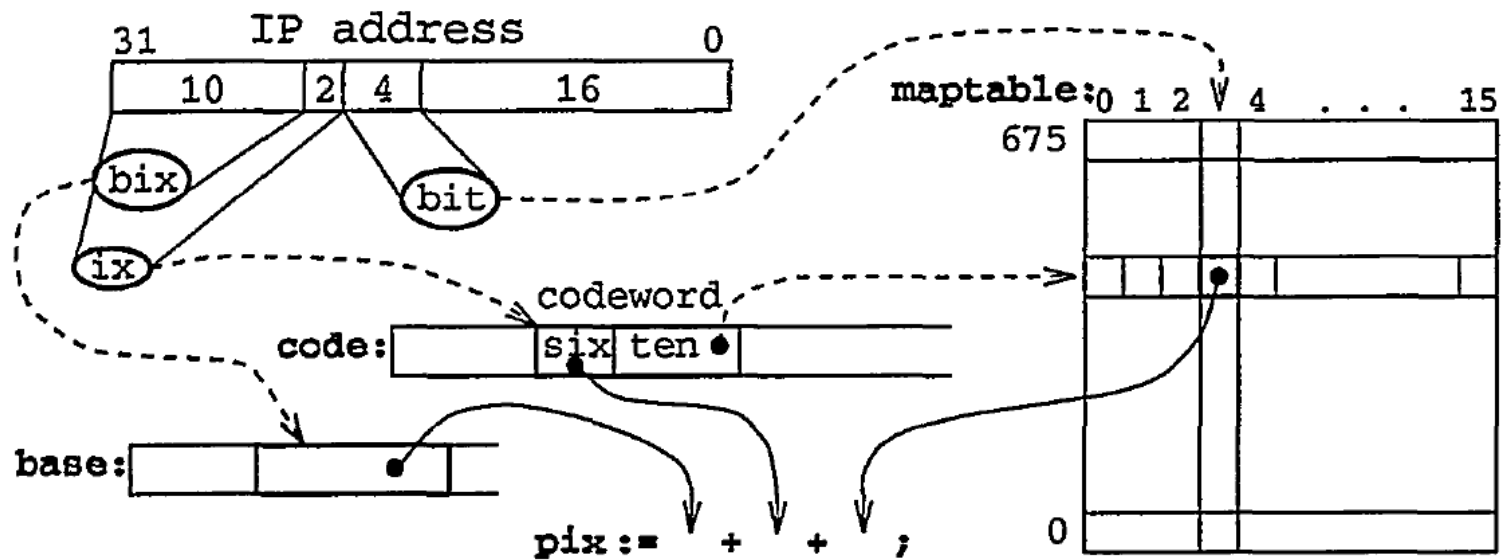 IP address
31 0
10 2 4 16
maptable: 0 1 2 4 . . . 15
675
bix
bit
ix
codeword
code: six ten
base:
0
pix:= + + ;